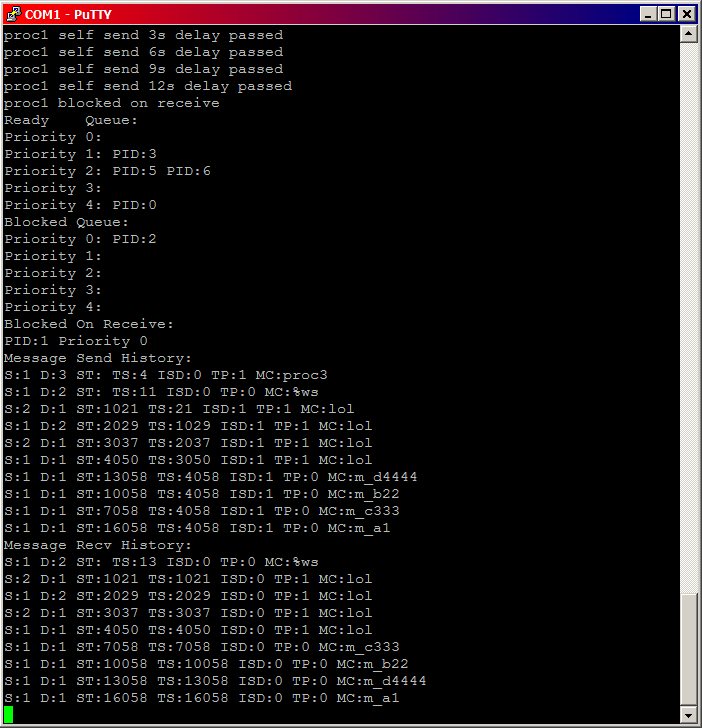 COM1 - PuTTY
proc1 self send 3s delay passed
proc1 self send 6s delay passed
proc1 self send 9s delay passed
proc1 self send 12s delay passed
proc1 blocked on receive
Ready    Queue:
Priority 0:
Priority 1: PID:3
Priority 2: PID:5 PID:6
Priority 3:
Priority 4: PID:0
Blocked Queue:
Priority 0: PID:2
Priority 1:
Priority 2:
Priority 3:
Priority 4:
Blocked On Receive:
PID:1 Priority 0
Message Send History:
S:1 D:3 ST: TS:4 ISD:0 TP:1 MC:proc3
S:1 D:2 ST: TS:11 ISD:0 TP:0 MC:%ws
S:2 D:1 ST:1021 TS:21 ISD:1 TP:1 MC:lol
S:1 D:2 ST:2029 TS:1029 ISD:1 TP:1 MC:lol
S:2 D:1 ST:3037 TS:2037 ISD:1 TP:1 MC:lol
S:1 D:1 ST:4050 TS:3050 ISD:1 TP:1 MC:lol
S:1 D:1 ST:13058 TS:4058 ISD:1 TP:0 MC:m_d4444
S:1 D:1 ST:10058 TS:4058 ISD:1 TP:0 MC:m_b22
S:1 D:1 ST:7058 TS:4058 ISD:1 TP:0 MC:m_c333
S:1 D:1 ST:16058 TS:4058 ISD:1 TP:0 MC:m_a1
Message Recv History:
S:1 D:2 ST: TS:13 ISD:0 TP:0 MC:%ws
S:2 D:1 ST:1021 TS:1021 ISD:0 TP:1 MC:lol
S:1 D:2 ST:2029 TS:2029 ISD:0 TP:1 MC:lol
S:2 D:1 ST:3037 TS:3037 ISD:0 TP:1 MC:lol
S:1 D:1 ST:4050 TS:4050 ISD:0 TP:1 MC:lol
S:1 D:1 ST:7058 TS:7058 ISD:0 TP:0 MC:m_c333
S:1 D:1 ST:10058 TS:10058 ISD:0 TP:0 MC:m_b22
S:1 D:1 ST:13058 TS:13058 ISD:0 TP:0 MC:m_d4444
S:1 D:1 ST:16058 TS:16058 ISD:0 TP:0 MC:m_a1